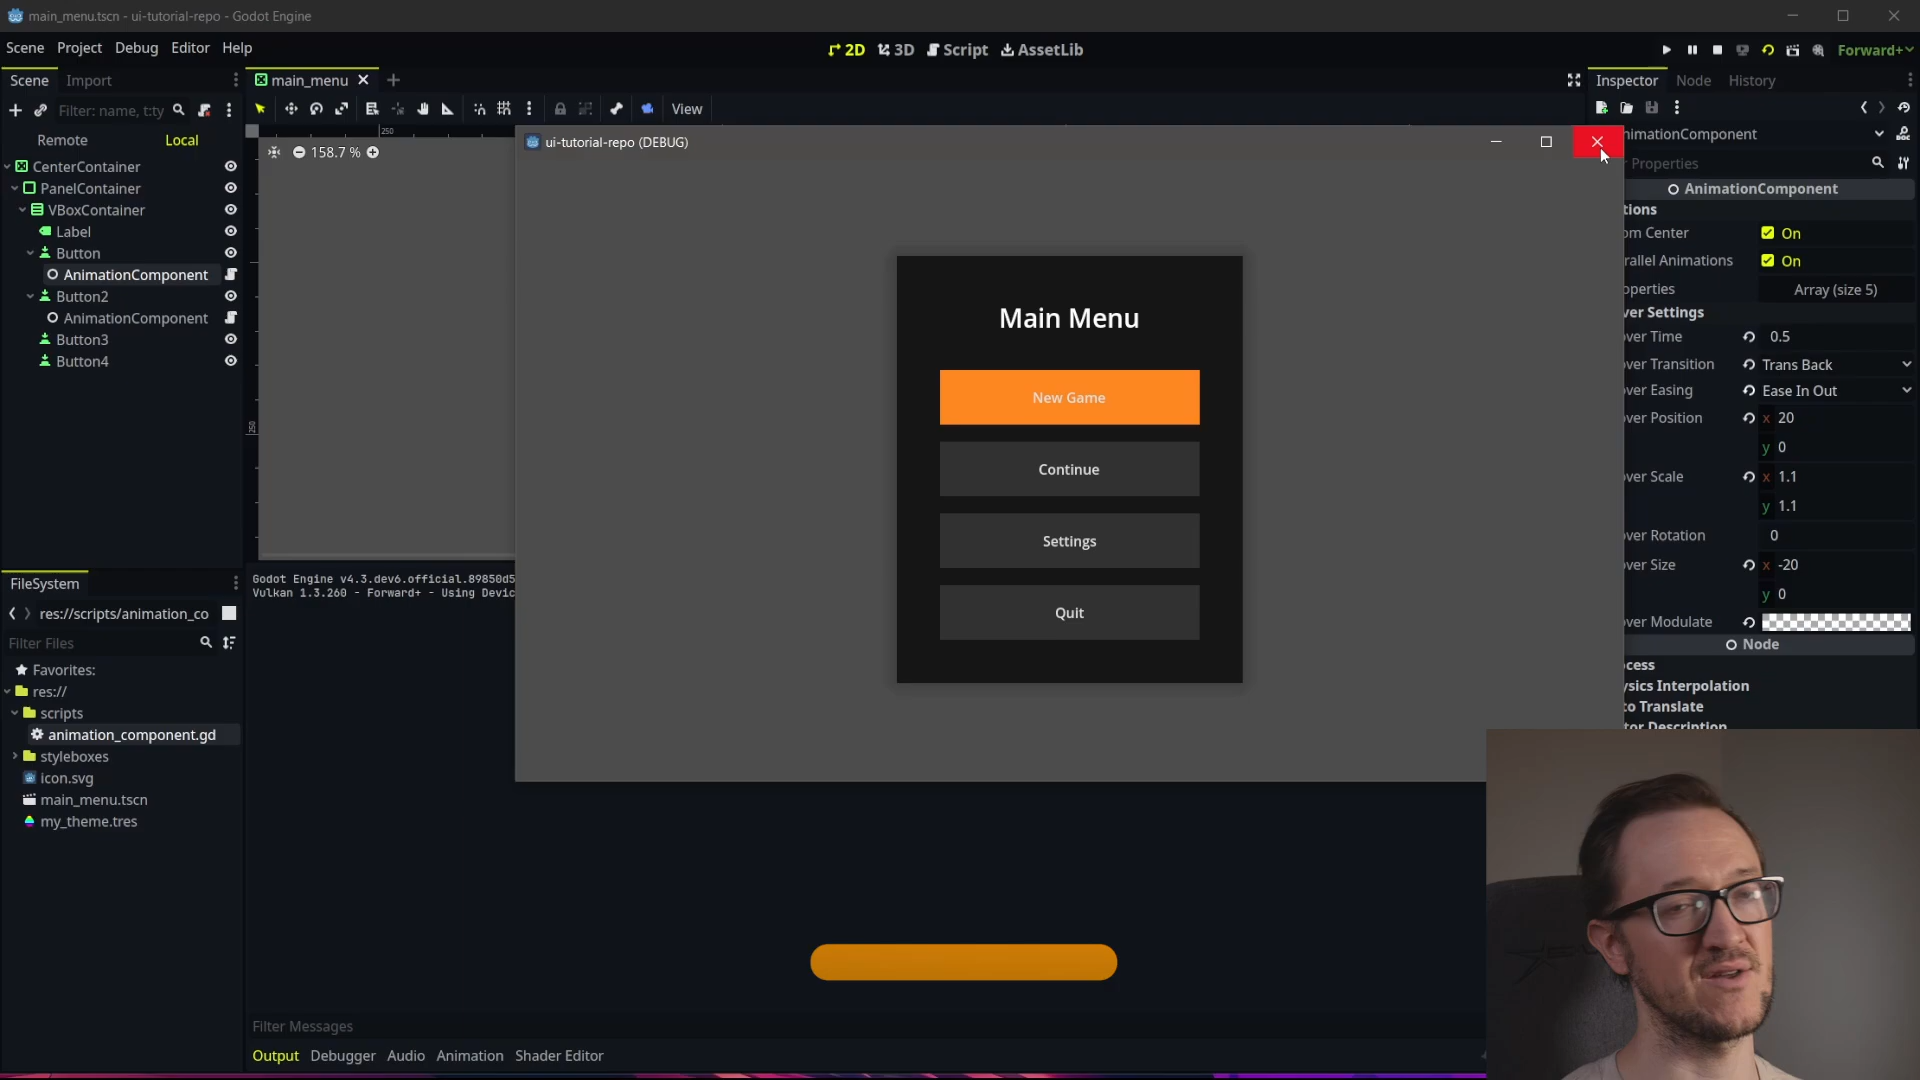 main_menu.tscn - ui-tutorial-repo - Godot Engine
Scene Project Debug Editor Help
2D 3D Script AssetLib
Forward+
Scene Import
main_menu
Inspector Node History
Filter: name, t:ty
View
Remote Local
250
158.7 %
ui-tutorial-repo (DEBUG)
nimationComponent
Properties
CenterContainer
PanelContainer
VBoxContainer
Label
Button
AnimationComponent
Button2
AnimationComponent
Button3
Button4
250
Main Menu
New Game
Continue
Settings
Quit
AnimationComponent
tions
om Center On
rallel Animations On
operties Array (size 5)
ver Settings
ver Time 0.5
ver Transition Trans Back
ver Easing Ease In Out
ver Position x 20
y 0
ver Scale x 1.1
y 1.1
ver Rotation 0
ver Size x -20
y 0
ver Modulate
Node
cess
ysics Interpolation
to Translate
tor Description
FileSystem
res://scripts/animation_co
Filter Files
Favorites:
res://
scripts
animation_component.gd
styleboxes
icon.svg
main_menu.tscn
my_theme.tres
Godot Engine v4.3.dev6.official.89850d5
Vulkan 1.3.260 - Forward+ - Using Devic
Filter Messages
Output Debugger Audio Animation Shader Editor